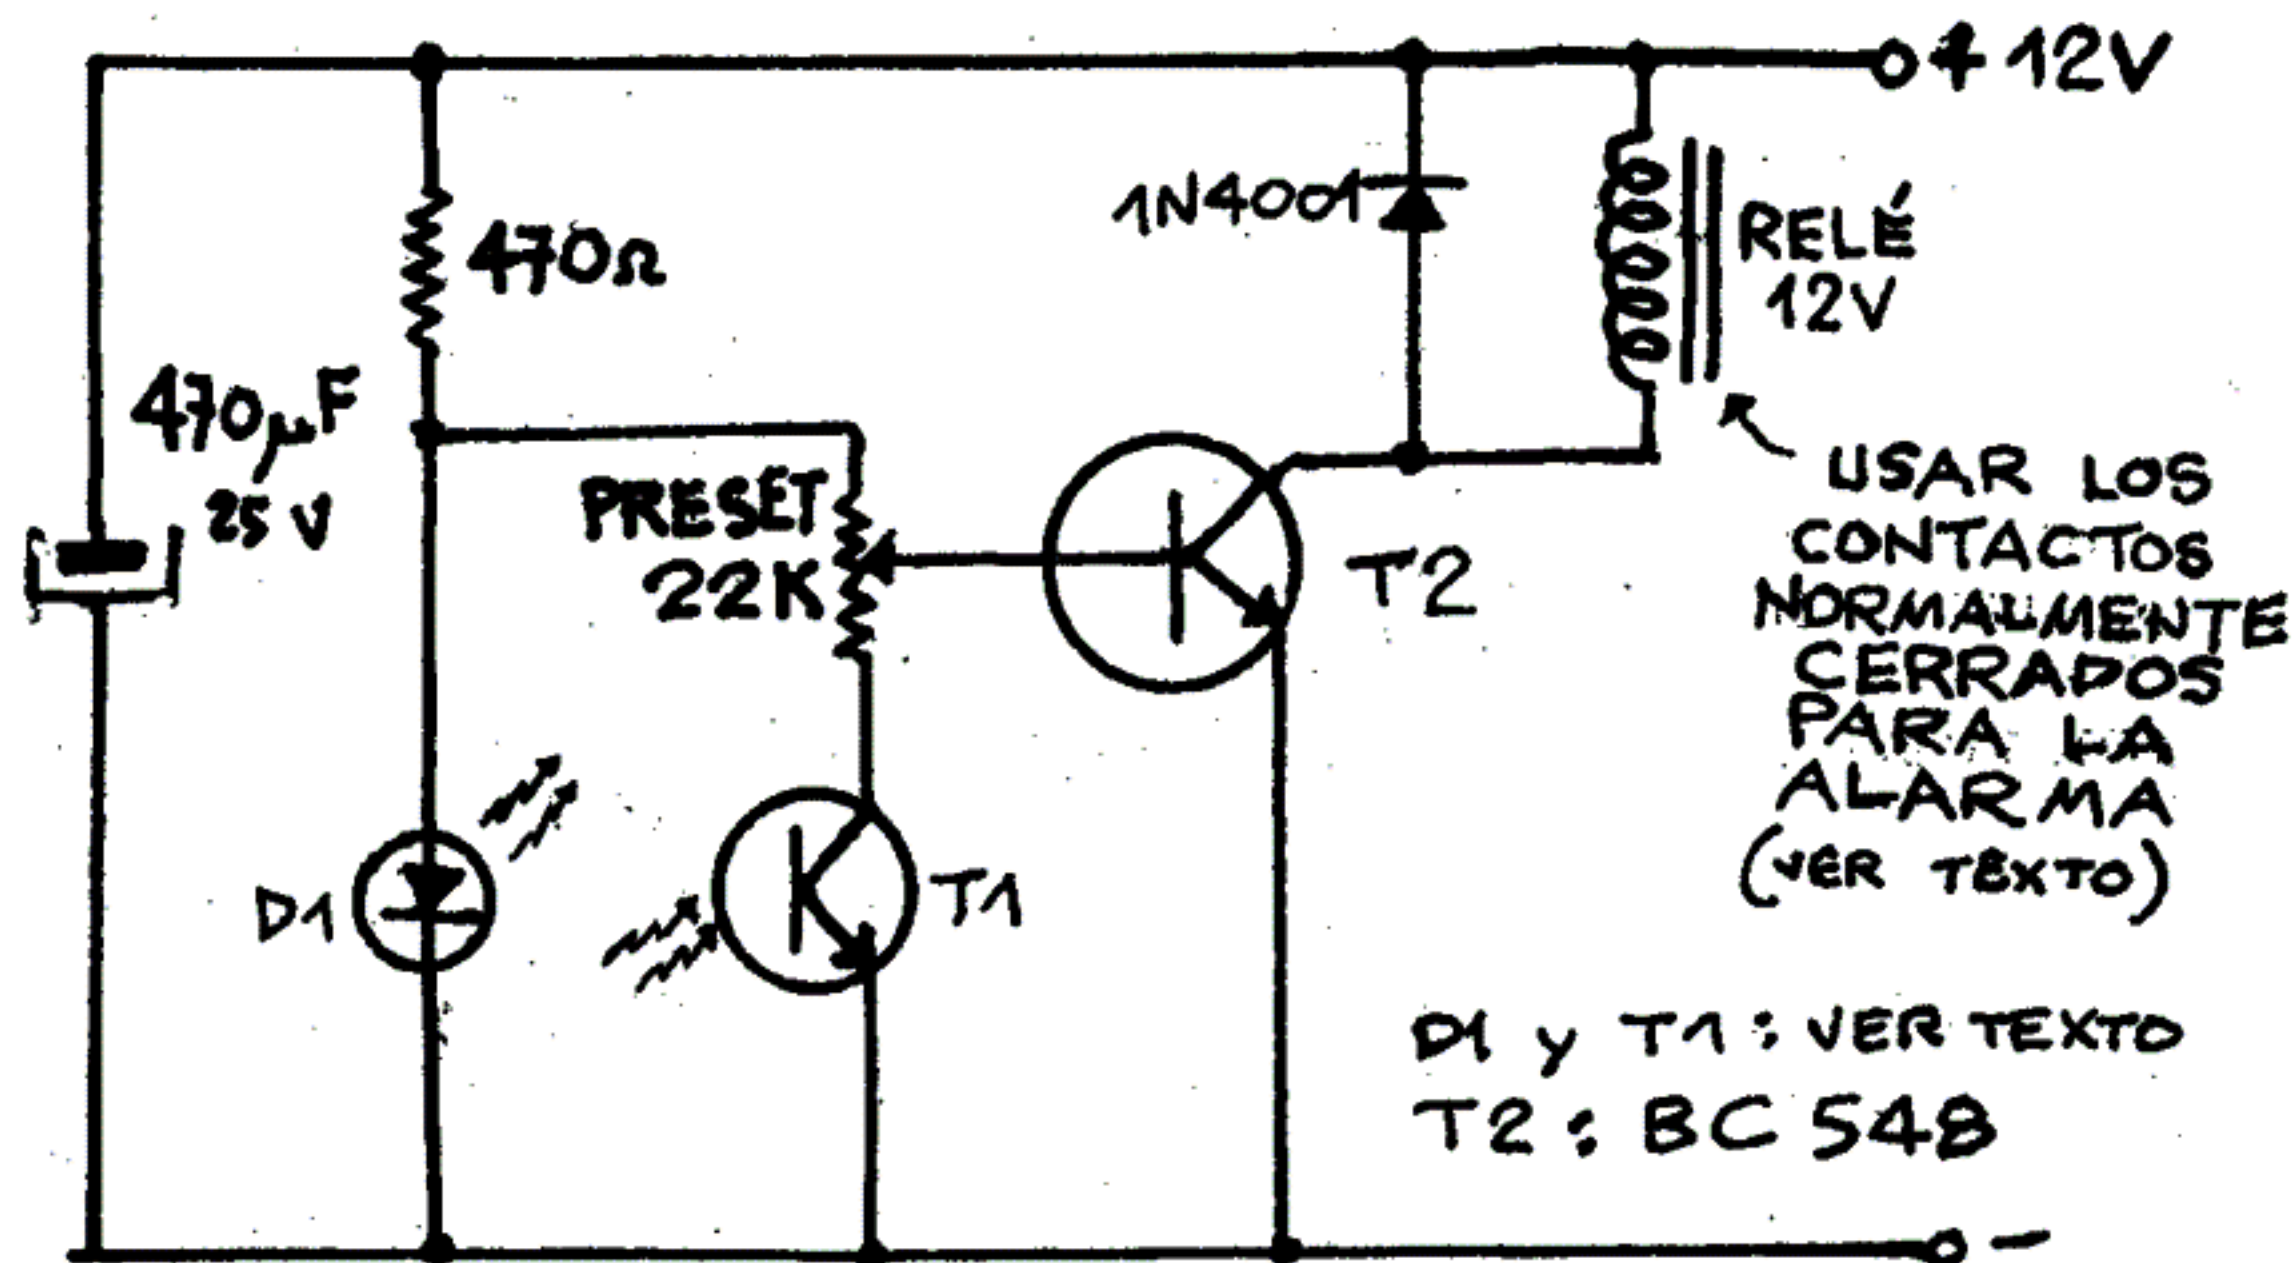 + 12V
1N4001
RELÉ
12V
470Ω
470µF
25 V
PRESET
22K
T2
USAR LOS
CONTACTOS
NORMALMENTE
CERRADOS
PARA LA
ALARMA
(VER TEXTO)
D1
T1
D1 y T1: VER TEXTO
T2: BC 548
-